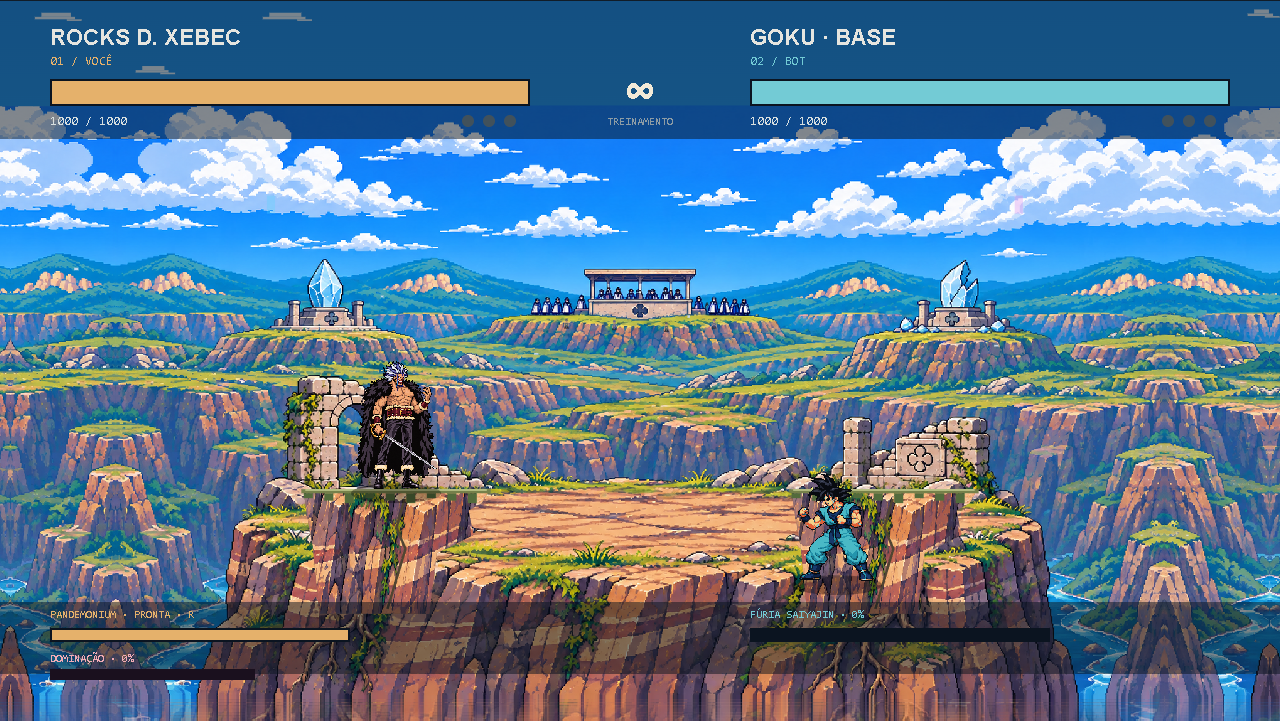 ROCKS D. XEBEC
01 / VOCÊ
1000 / 1000
∞
TREINAMENTO
GOKU · BASE
02 / BOT
1000 / 1000
PANDEMONIUM · PRONTA · R
DOMINAÇÃO · 0%
FÚRIA SAIYAJIN · 0%